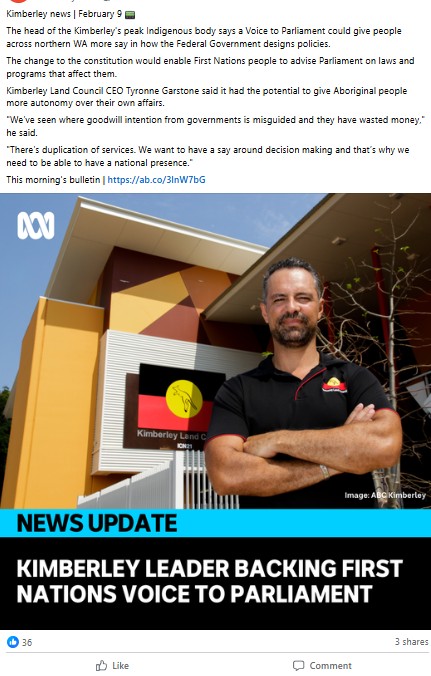 Kimberley news | February 9
The head of the Kimberley's peak Indigenous body says a Voice to Parliament could give people
across northern WA more say in how the Federal Government designs policies.
The change to the constitution would enable First Nations people to advise Parliament on laws and
programs that affect them.
Kimberley Land Council CEO Tyronne Garstone said it had the potential to give Aboriginal people
more autonomy over their own affairs.
"We've seen where goodwill intention from governments is misguided and they have wasted money,"
he said.
"There's duplication of services. We want to have a say around decision making and that's why we
need to be able to have a national presence."
This morning's bulletin | https://ab.co/3InW7bG
Kimberley Land C
Image: ABC Kimberley
NEWS UPDATE
KIMBERLEY LEADER BACKING FIRST
NATIONS VOICE TO PARLIAMENT
36
3 shares
Like
Comment